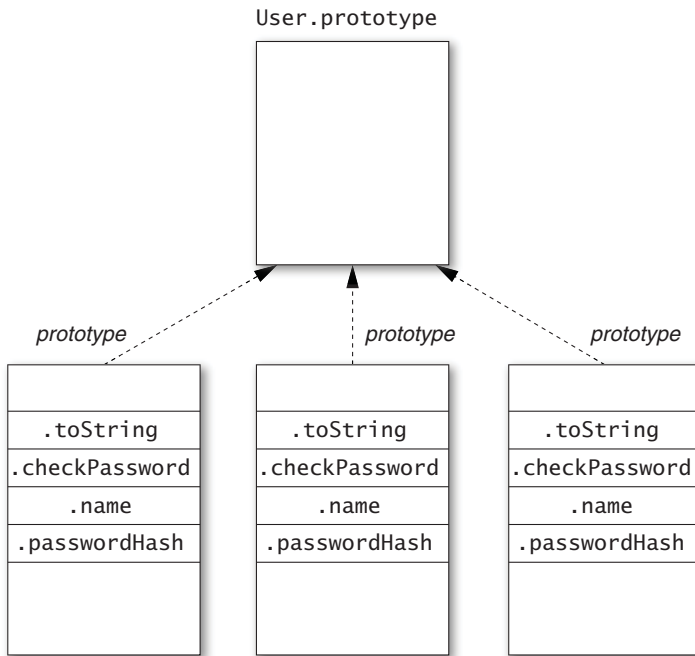 User.prototype
prototype
prototype
prototype
.toString
.toString
.toString
.checkPassword
.checkPassword
.checkPassword
.name
.name
.name
.passwordHash
.passwordHash
.passwordHash